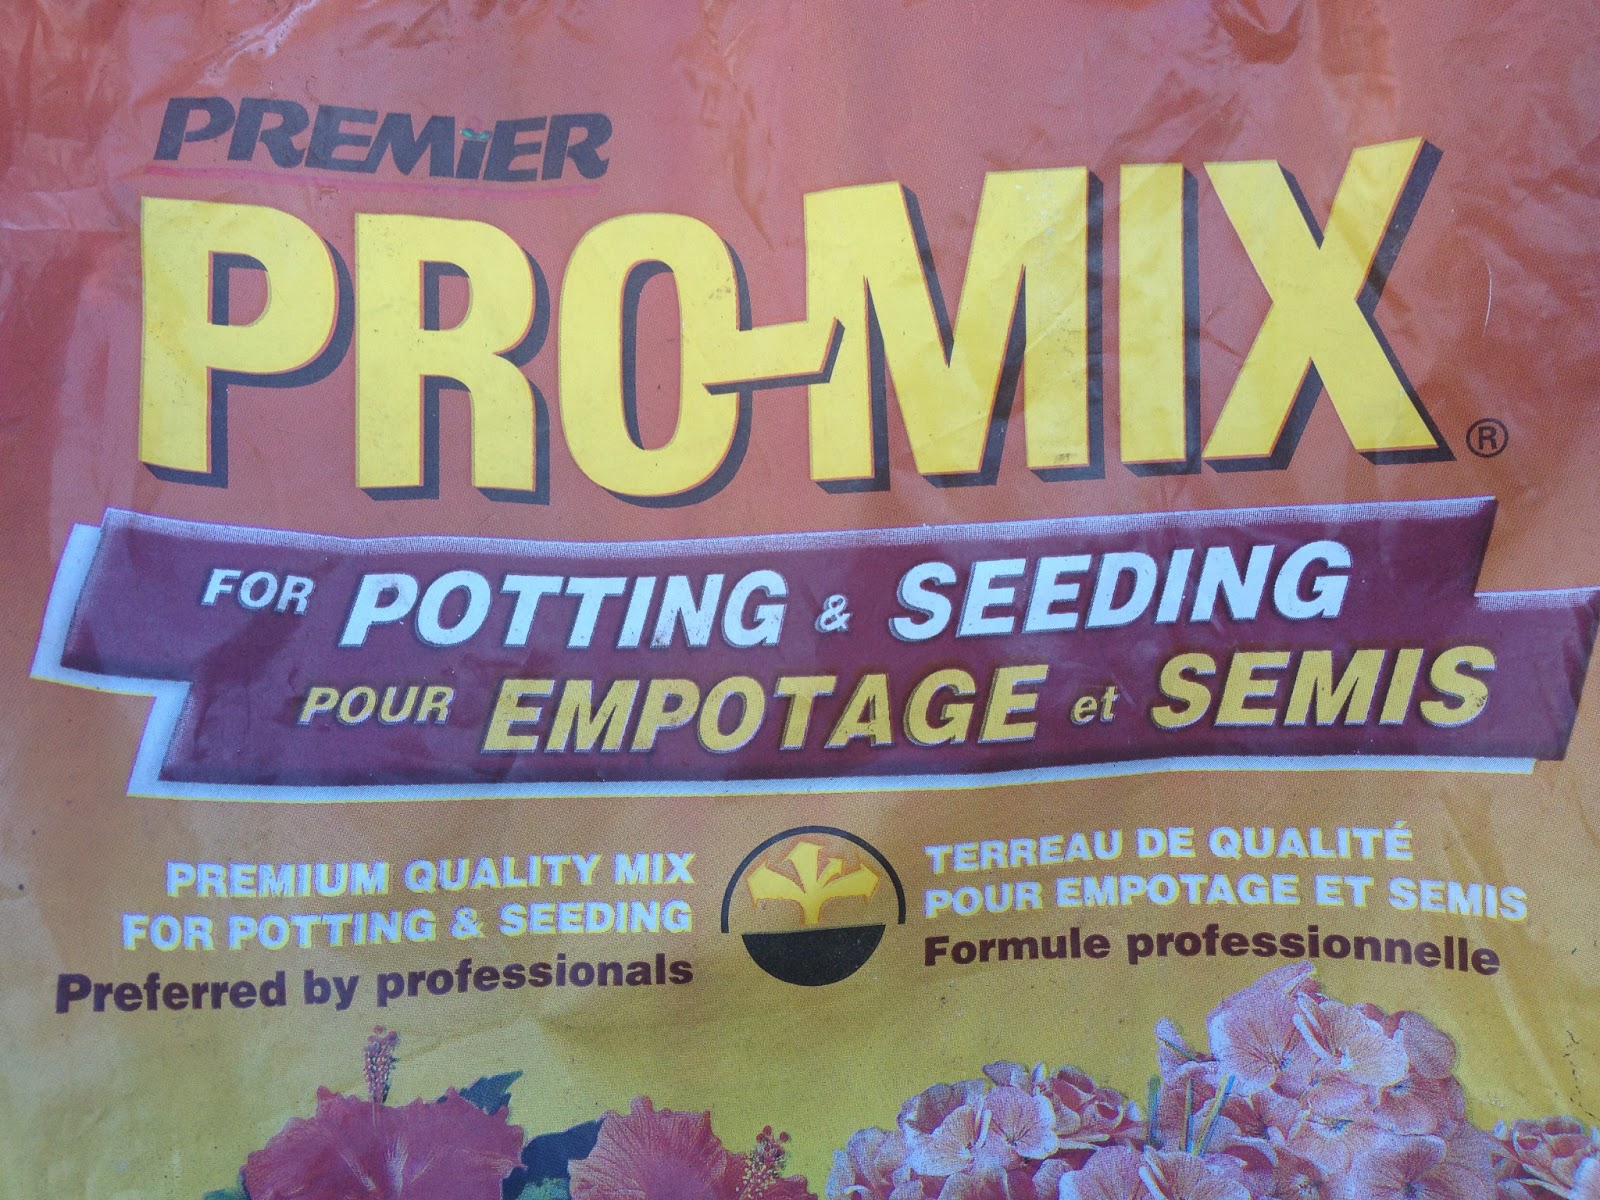 PREMiER
PRO-MIX®
FOR POTTING & SEEDING
POUR EMPOTAGE et SEMIS
PREMIUM QUALITY MIX
FOR POTTING & SEEDING
Preferred by professionals
TERREAU DE QUALITÉ
POUR EMPOTAGE ET SEMIS
Formule professionnelle